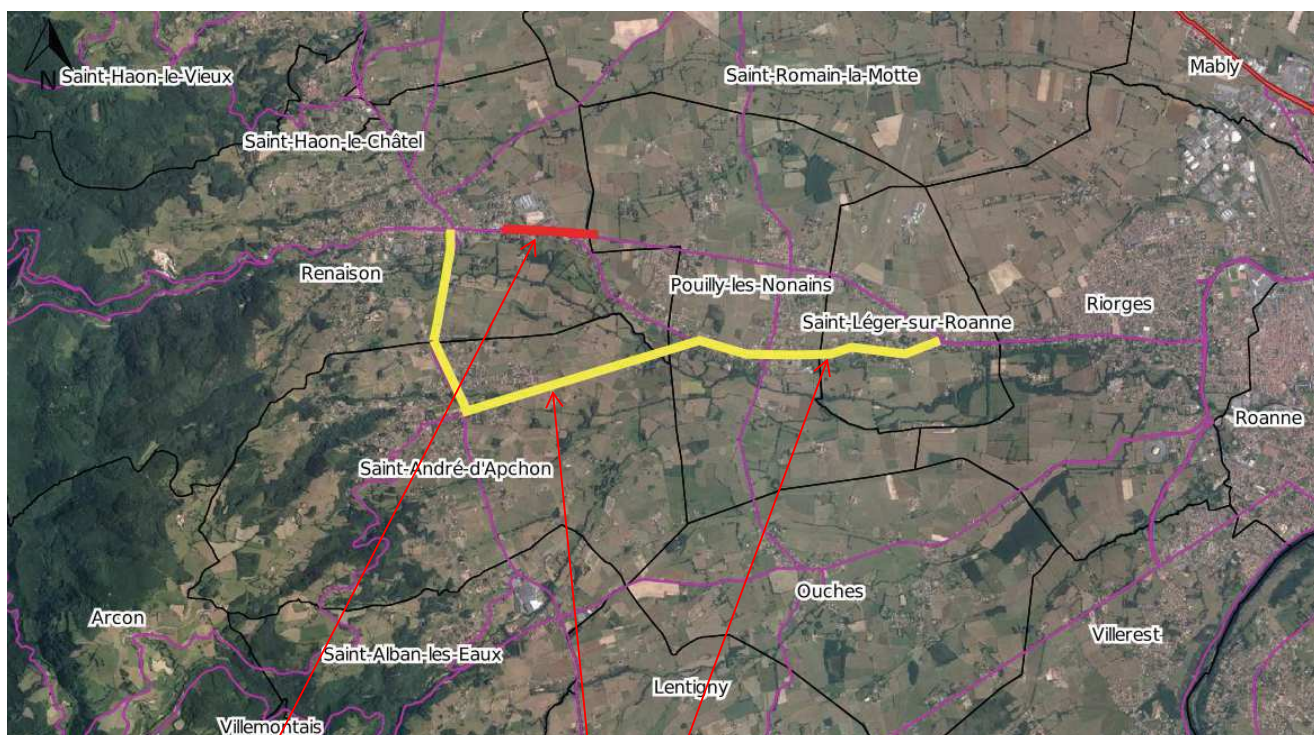 Mably
Saint-Haon-le-Vieux
N
Saint-Romain-la-Motte
Saint-Haon-le-Châtel
Renaison
Pouilly-les-Nonains
Riorges
Saint-Léger-sur-Roanne
Roanne
Saint-André-d'Apchon
Ouches
Arcon
Villerest
Saint-Alban-les-Eaux
Lentigny
Villemontais